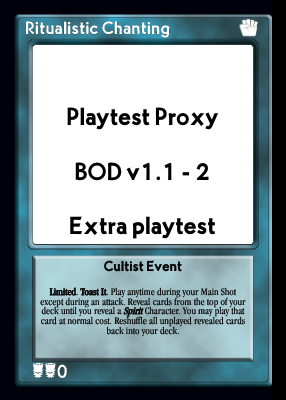 Ritualistic Chanting
Playtest Proxy
BOD v1.1 - 2
Extra playtest
Cultist Event
Limited. Toast It. Play anytime during your Main Shot
except during an attack. Reveal cards from the top of your
deck until you reveal a Spirit Character. You may play that
card at normal cost. Reshuffle all unplayed revealed cards
back into your deck.
0